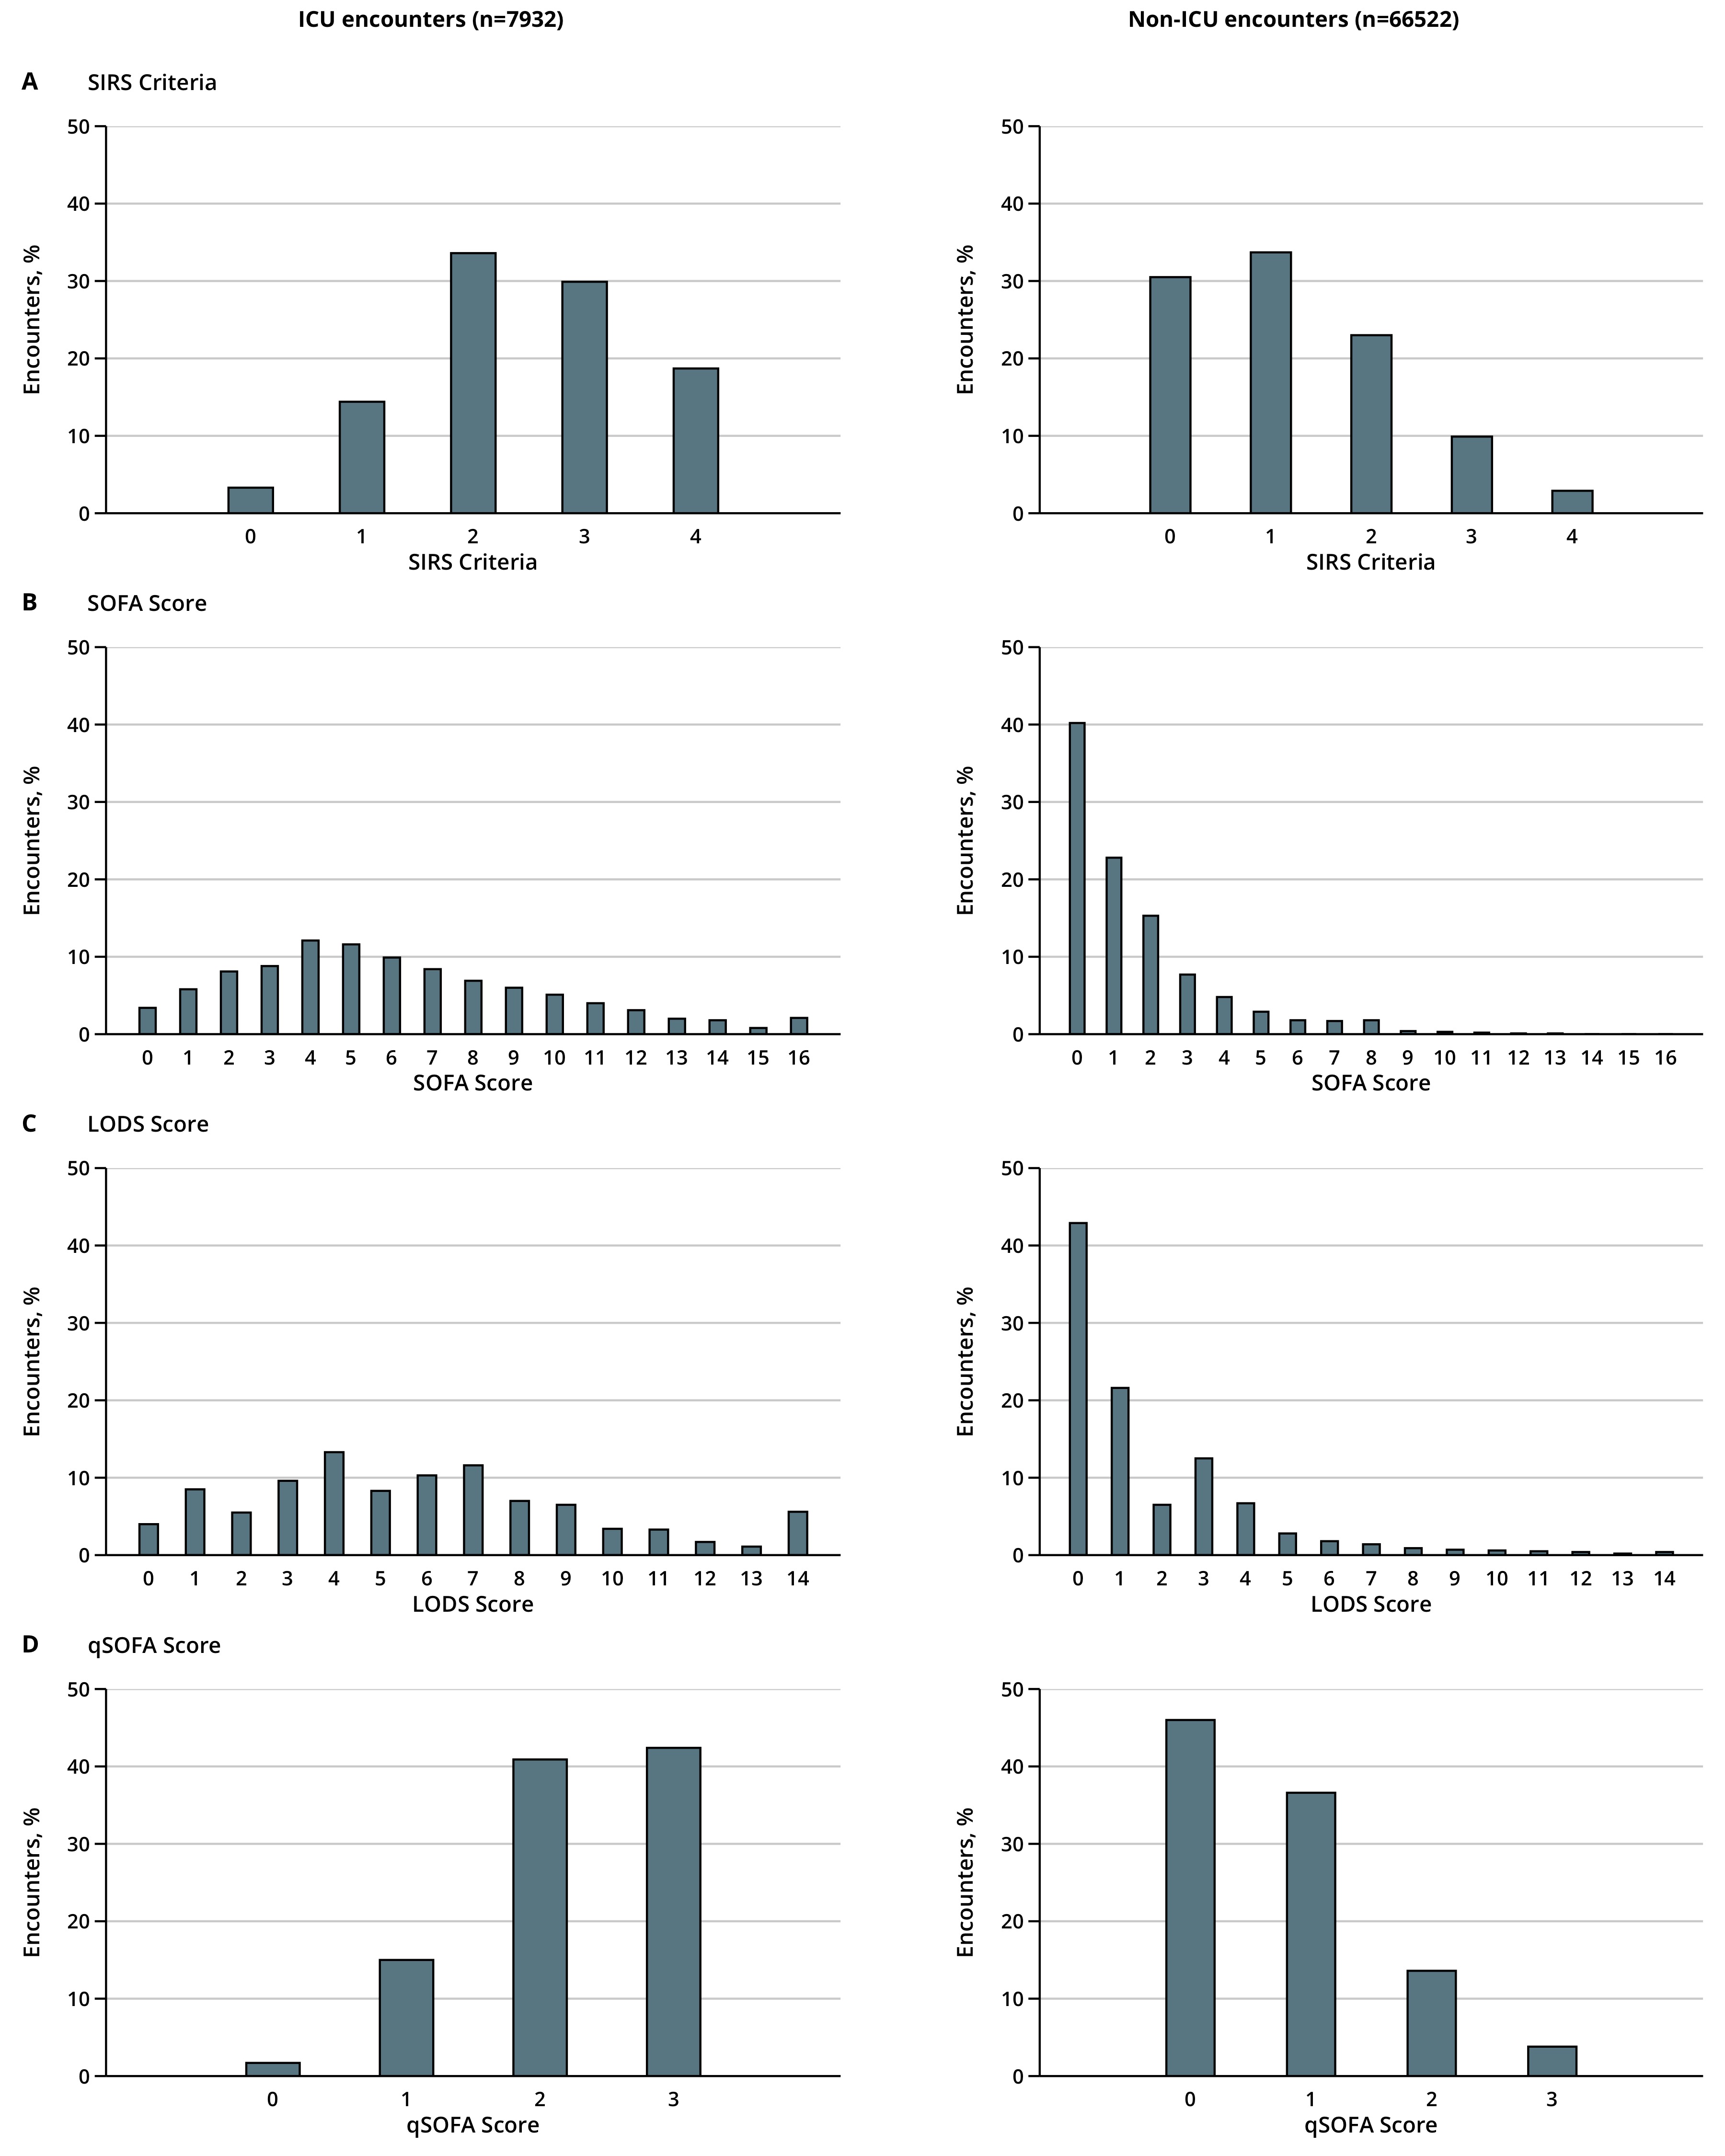 ICU encounters (n=7932)
Non-ICU encounters (n=66522)
A SIRS Criteria
50
40
30
20
10
0
Encounters, %
0 1 2 3 4
SIRS Criteria
50
40
30
20
10
0
Encounters, %
0 1 2 3 4
SIRS Criteria
B SOFA Score
50
40
30
20
10
0
Encounters, %
0 1 2 3 4 5 6 7 8 9 10 11 12 13 14 15 16
SOFA Score
50
40
30
20
10
0
Encounters, %
0 1 2 3 4 5 6 7 8 9 10 11 12 13 14 15 16
SOFA Score
C LODS Score
50
40
30
20
10
0
Encounters, %
0 1 2 3 4 5 6 7 8 9 10 11 12 13 14
LODS Score
50
40
30
20
10
0
Encounters, %
0 1 2 3 4 5 6 7 8 9 10 11 12 13 14
LODS Score
D qSOFA Score
50
40
30
20
10
0
Encounters, %
0 1 2 3
qSOFA Score
50
40
30
20
10
0
Encounters, %
0 1 2 3
qSOFA Score